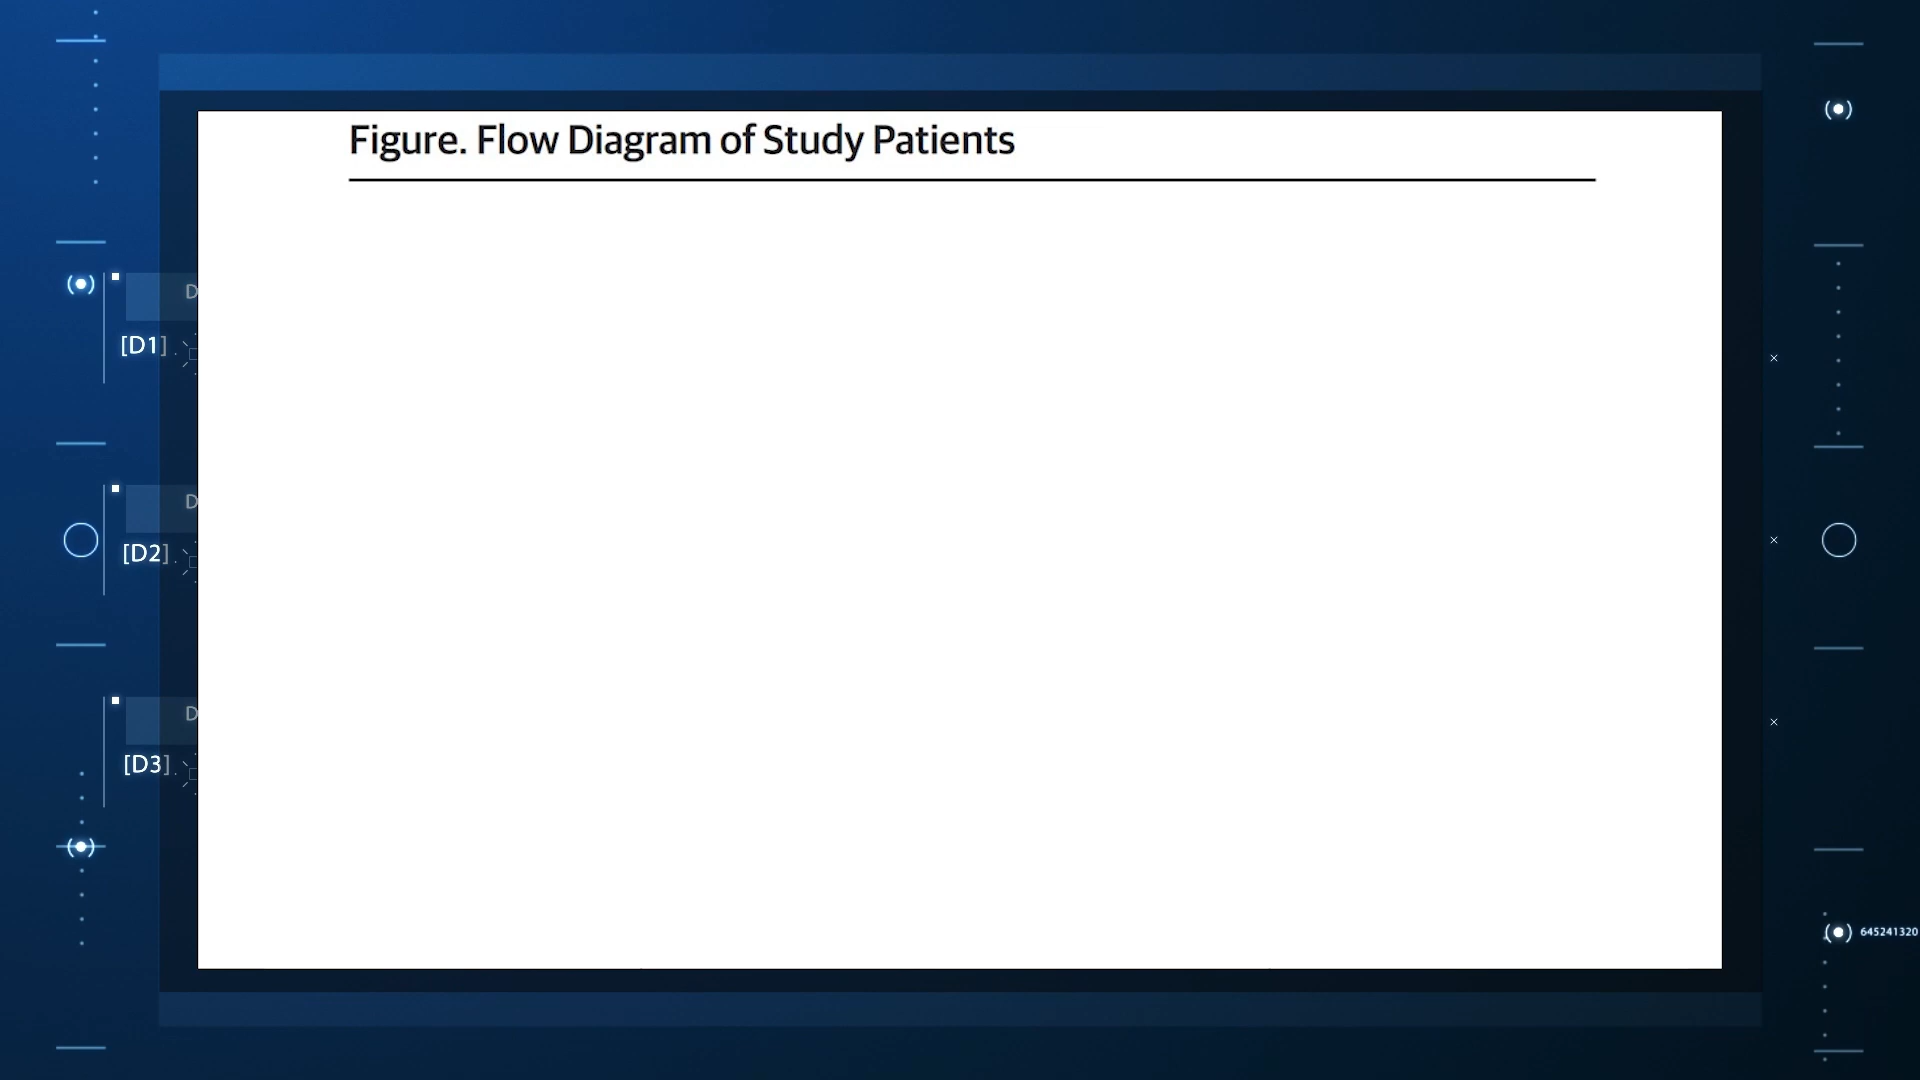 Figure. Flow Diagram of Study Patients
D
[D1]
D
[D2]
D
[D3]
645241320